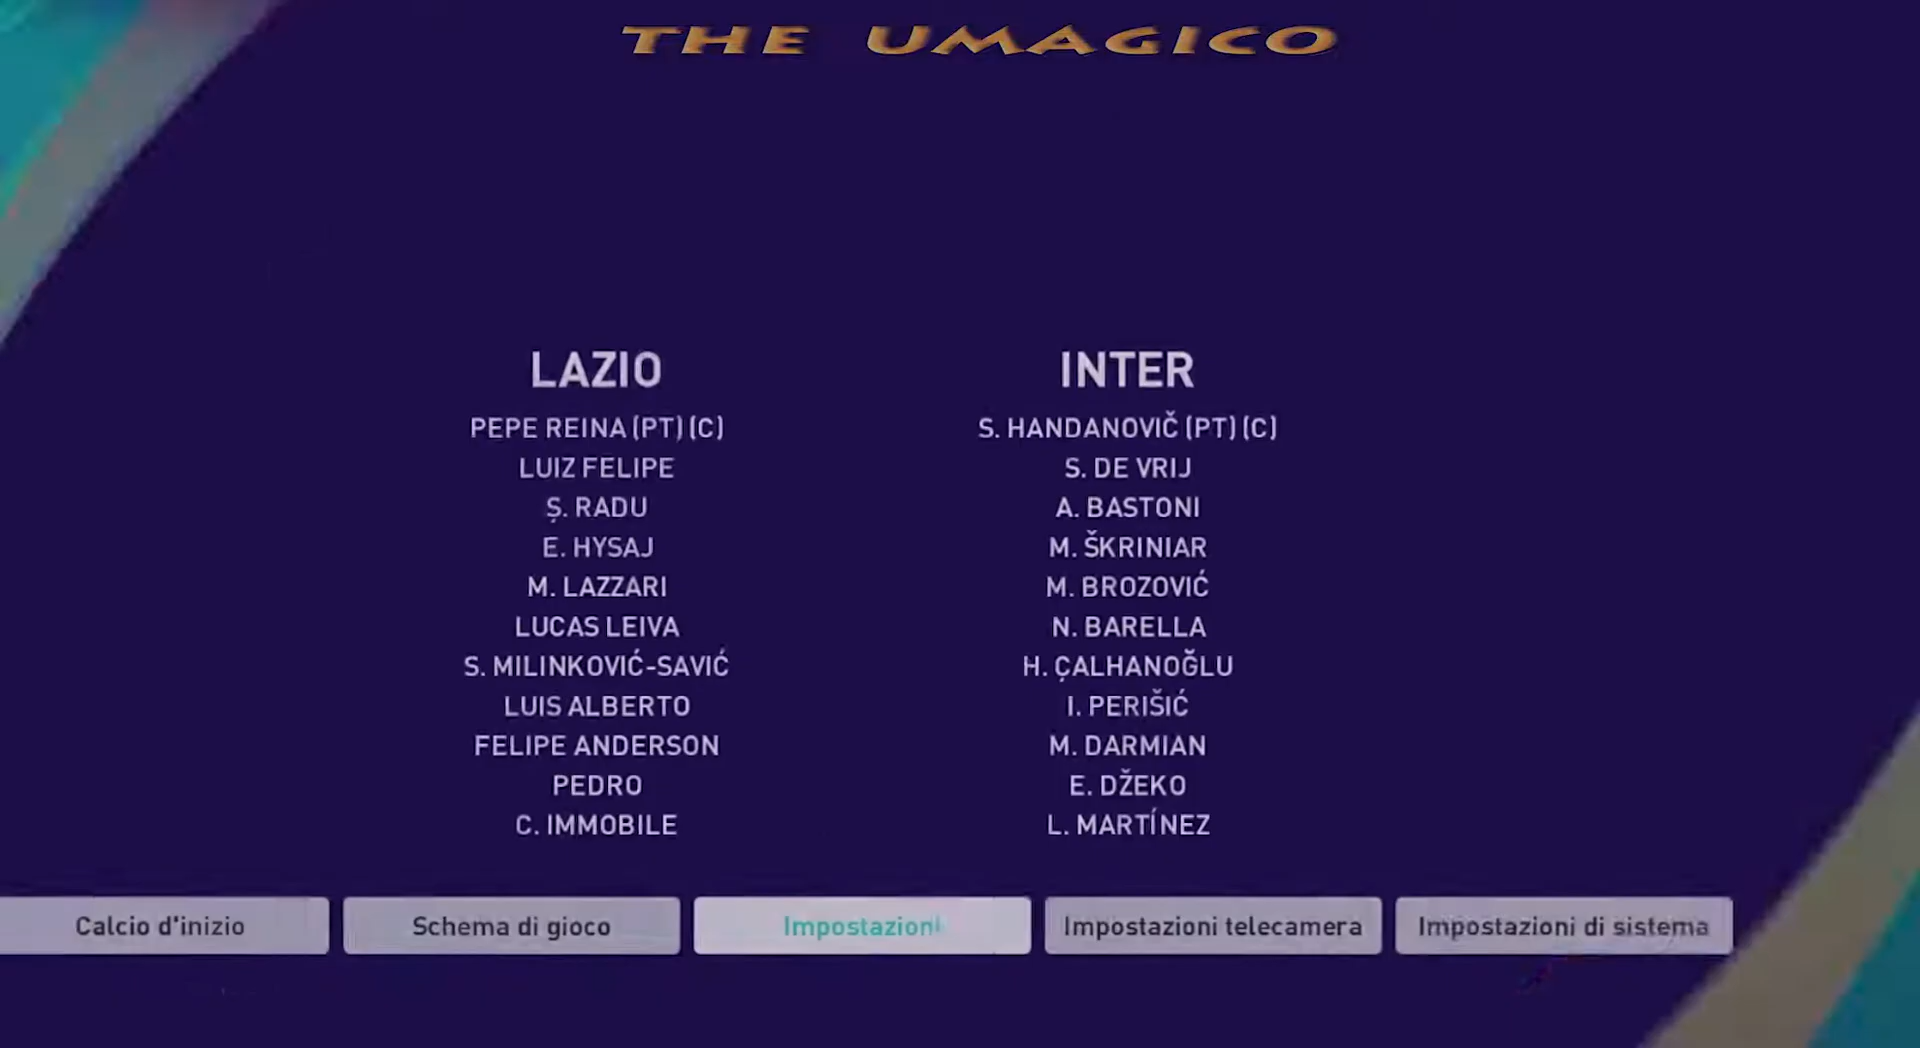 THE UMAGICO
LAZIO
PEPE REINA (PT) (C)
LUIZ FELIPE
Ș. RADU
E. HYSAJ
M. LAZZARI
LUCAS LEIVA
S. MILINKOVIĆ-SAVIĆ
LUIS ALBERTO
FELIPE ANDERSON
PEDRO
C. IMMOBILE
INTER
S. HANDANOVIČ (PT) (C)
S. DE VRIJ
A. BASTONI
M. ŠKRINIAR
M. BROZOVIĆ
N. BARELLA
H. ÇALHANOĞLU
I. PERIŠIĆ
M. DARMIAN
E. DŽEKO
L. MARTÍNEZ
Calcio d'inizio
Schema di gioco
Impostazioni
Impostazioni telecamera
Impostazioni di sistema